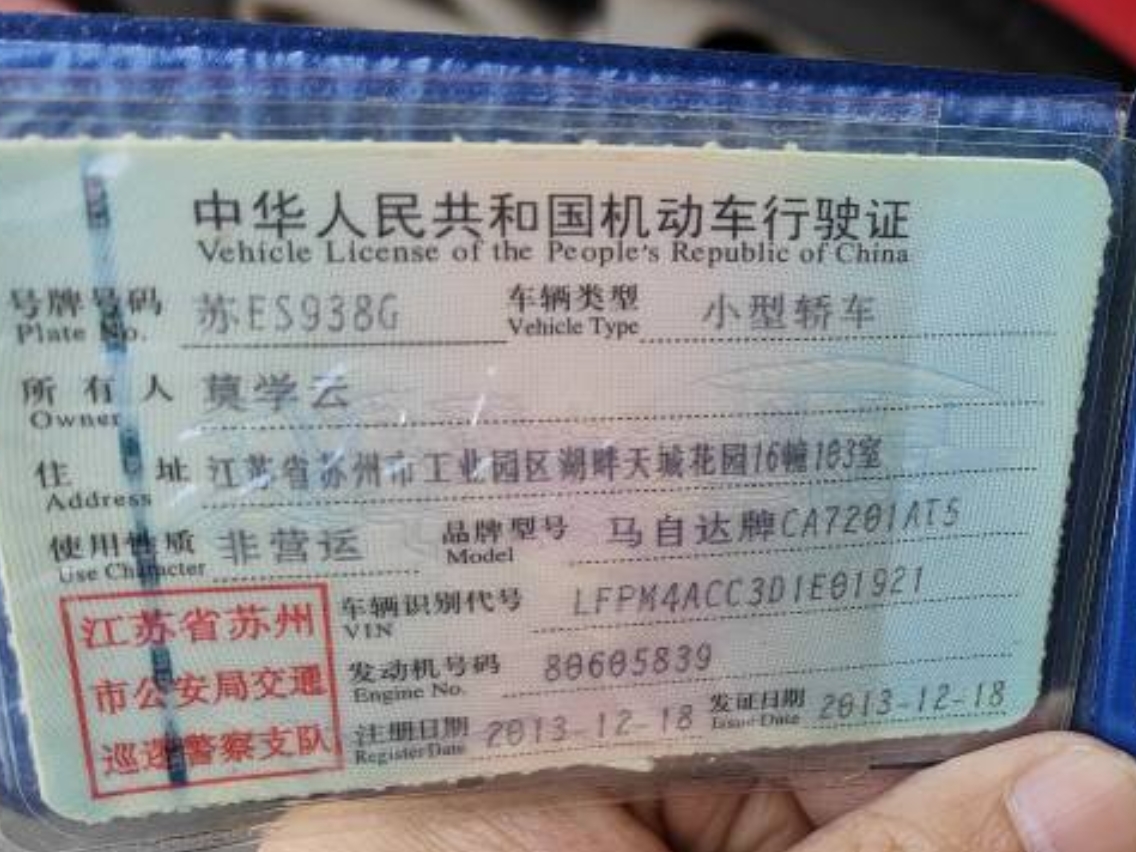 中华人民共和国机动车行驶证
Vehicle License of the People's Republic of China
号牌号码 苏ES938G 车辆类型 小型轿车
Plate No. Vehicle Type
所有人 莫学云
Owner
住址 江苏省苏州市工业园区湖畔天城花园16幢103室
Address
使用性质 非营运 品牌型号 马自达牌CA7201AT5
Use Character Model
江苏省苏州
市公安局交通
巡逻警察支队
车辆识别代号 LFPM4ACC3D1E01921
VIN
发动机号码 80605839
Engine No.
注册日期 2013-12-18 发证日期 2013-12-18
Register Date Issue Date